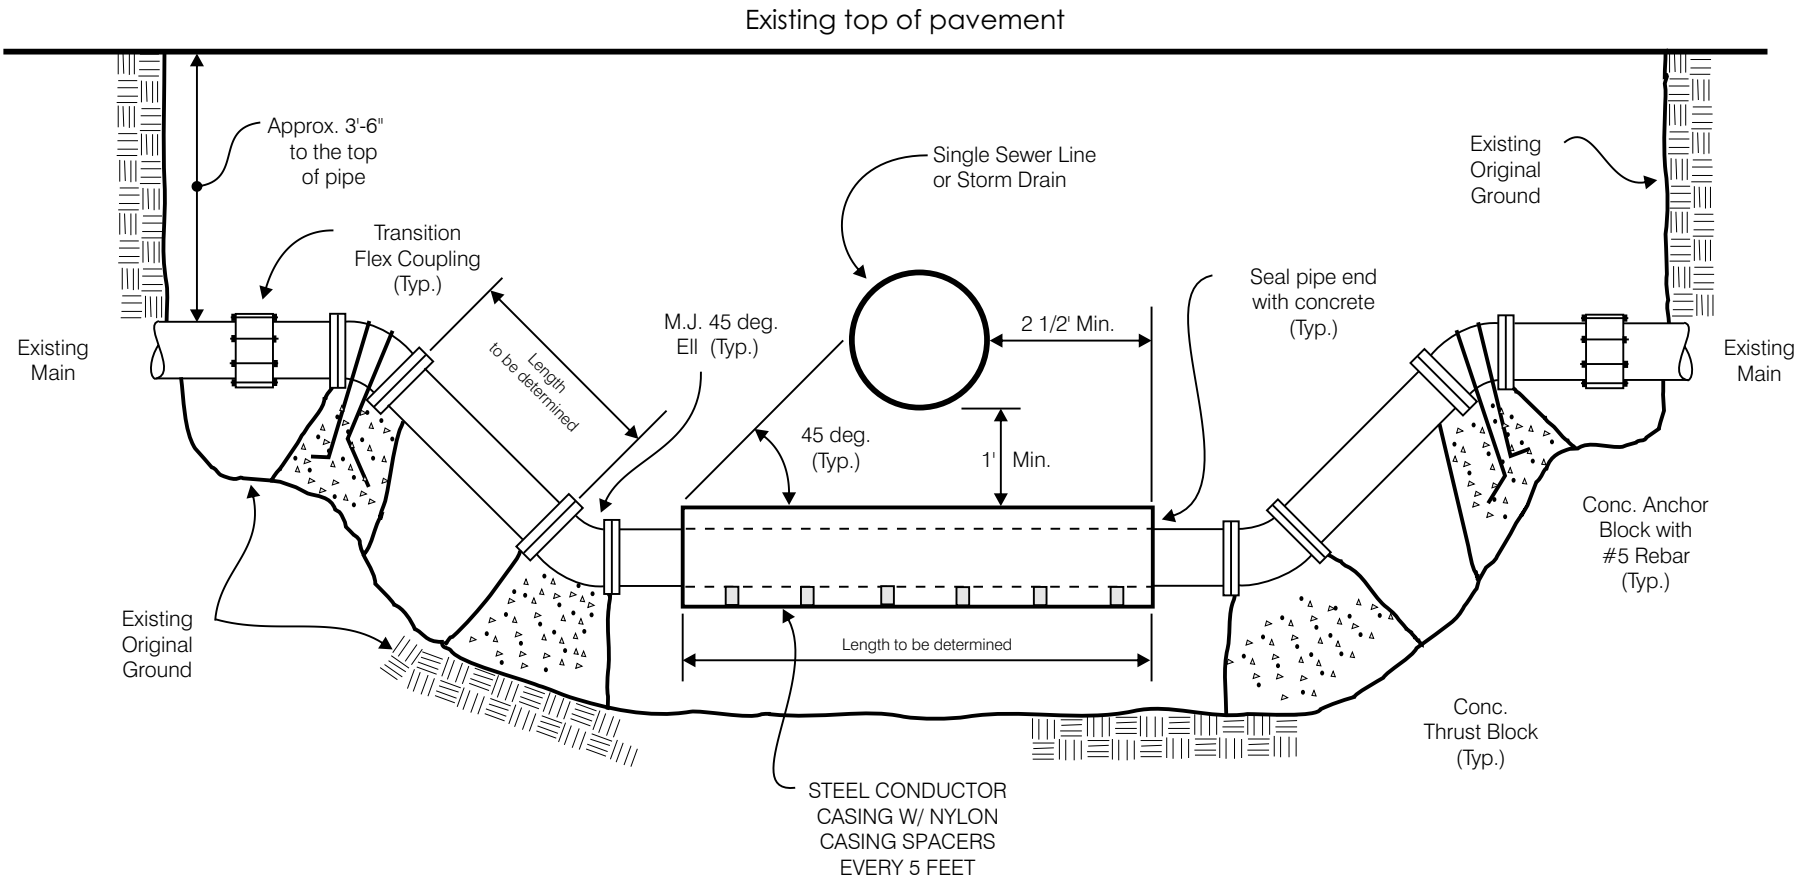 Existing top of pavement
Approx. 3'-6"
to the top
of pipe
Single Sewer Line
or Storm Drain
Existing
Original
Ground
Transition
Flex Coupling
(Typ.)
Seal pipe end
with concrete
(Typ.)
M.J. 45 deg.
Ell (Typ.)
2 1/2' Min.
Existing
Main
Existing
Main
Length
to be determined
45 deg.
(Typ.)
1' Min.
Conc. Anchor
Block with
#5 Rebar
(Typ.)
Existing
Original
Ground
Length to be determined
Conc.
Thrust Block
(Typ.)
STEEL CONDUCTOR
CASING W/ NYLON
CASING SPACERS
EVERY 5 FEET